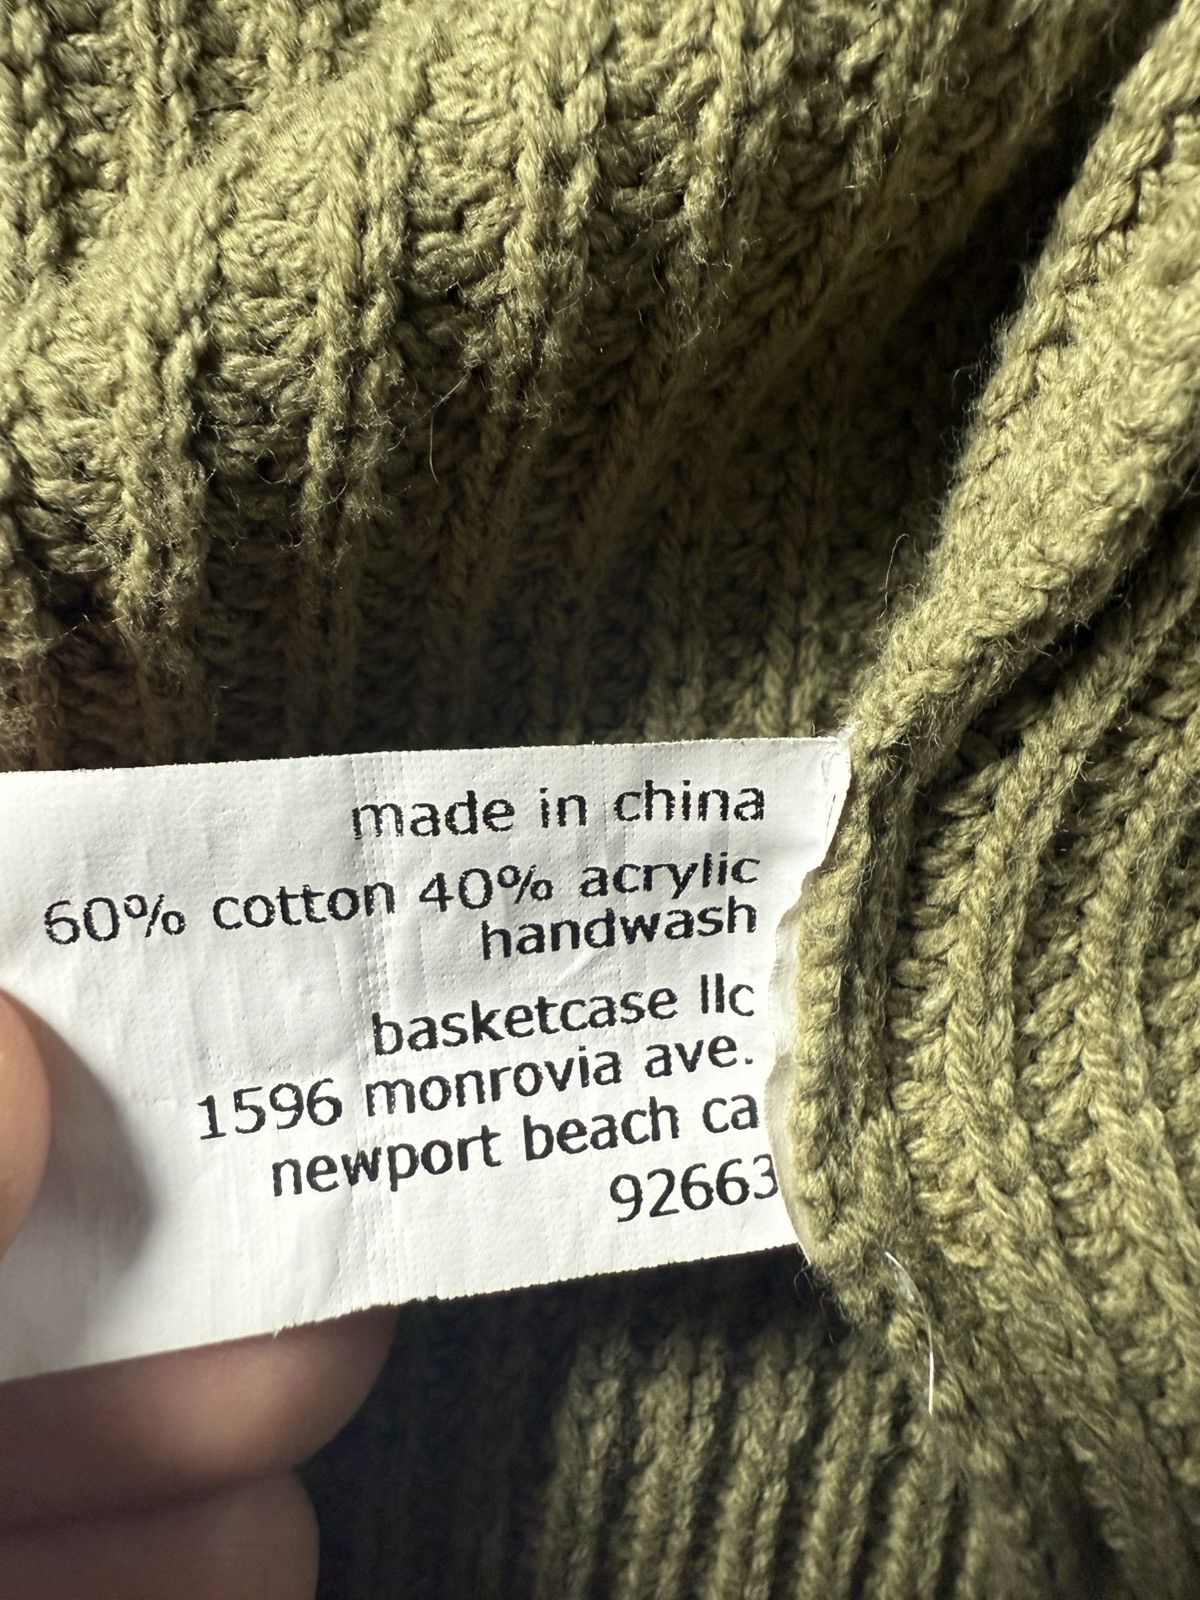 made in china
60% cotton 40% acrylic
handwash
basketcase llc
1596 monrovia ave.
newport beach ca
92663